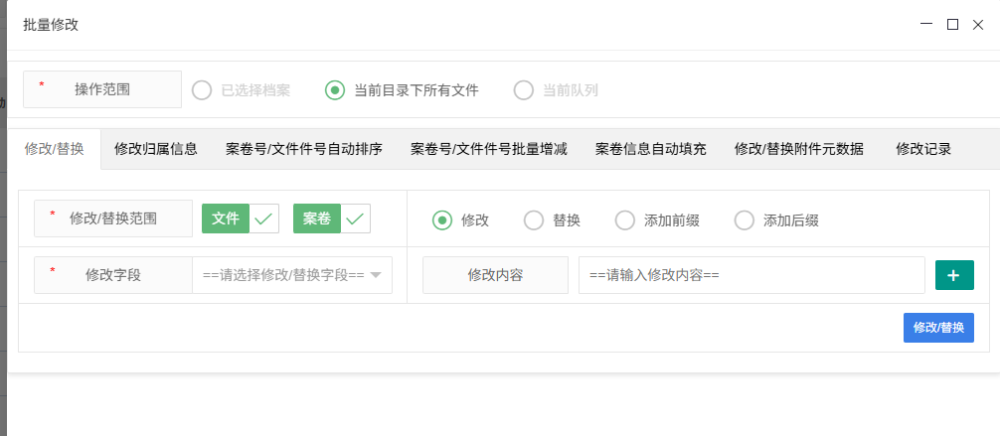 批量修改
* 操作范围 已选择档案 当前目录下所有文件 当前队列
修改/替换 修改归属信息 案卷号/文件件号自动排序 案卷号/文件件号批量增减 案卷信息自动填充 修改/替换附件元数据 修改记录
* 修改/替换范围 文件 案卷 修改 替换 添加前缀 添加后缀
* 修改字段 ==请选择修改/替换字段== 修改内容 ==请输入修改内容== +
修改/替换